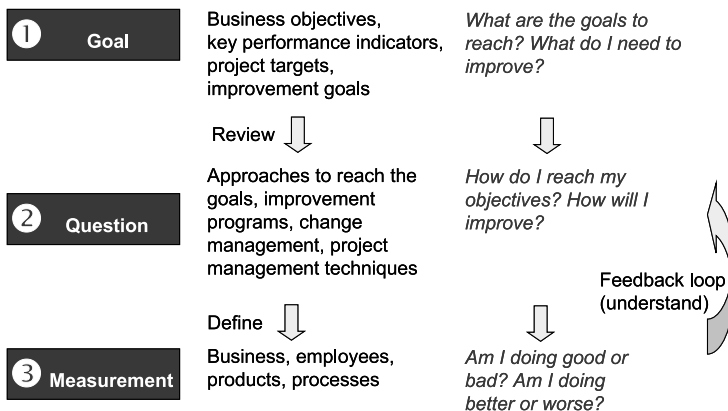 1 Goal
Business objectives,
key performance indicators,
project targets,
improvement goals
What are the goals to
reach? What do I need to
improve?
Review
2 Question
Approaches to reach the
goals, improvement
programs, change
management, project
management techniques
How do I reach my
objectives? How will I
improve?
Feedback loop
(understand)
Define
3 Measurement
Business, employees,
products, processes
Am I doing good or
bad? Am I doing
better or worse?